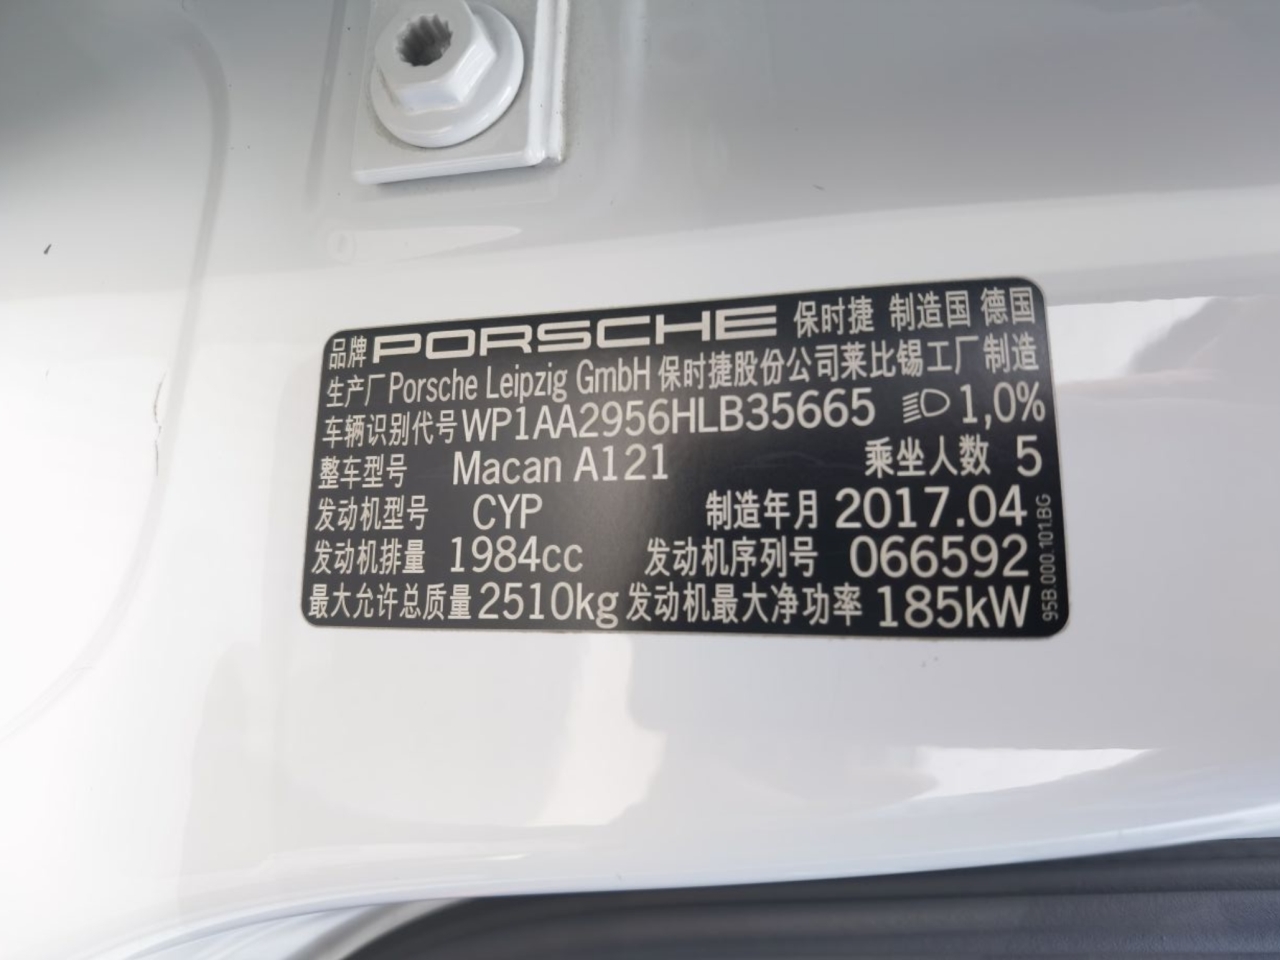 品牌 PORSCHE 保时捷 制造国 德国
生产厂 Porsche Leipzig GmbH 保时捷股份公司莱比锡工厂制造
车辆识别代号 WP1AA2956HLB35665 1,0%
整车型号 Macan A121 乘坐人数 5
发动机型号 CYP 制造年月 2017.04
发动机排量 1984cc 发动机序列号 066592
最大允许总质量 2510kg 发动机最大净功率 185kW
95B.000.101.BG